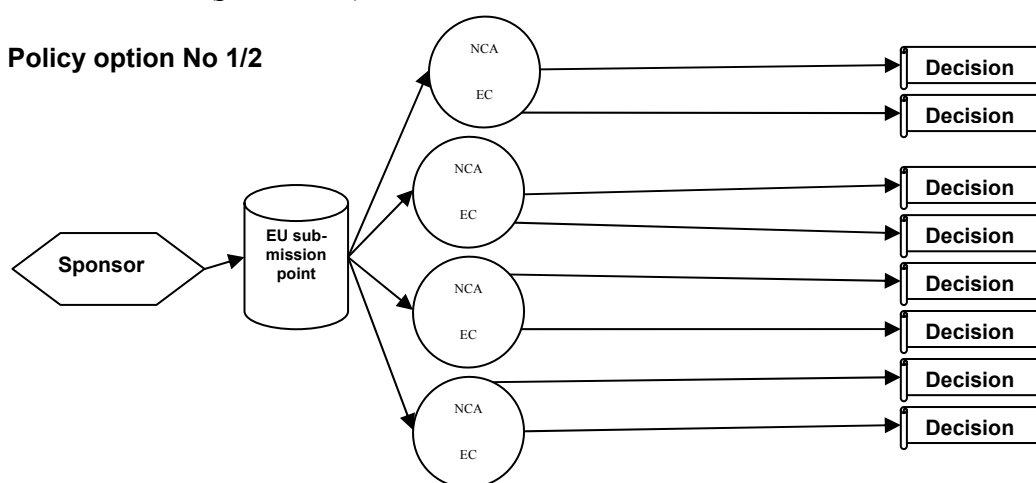 Policy option No 1/2
NCA
EC
Decision
Decision
NCA
EC
Decision
Decision
Sponsor
EU sub-
mission
point
NCA
EC
Decision
Decision
NCA
EC
Decision
Decision